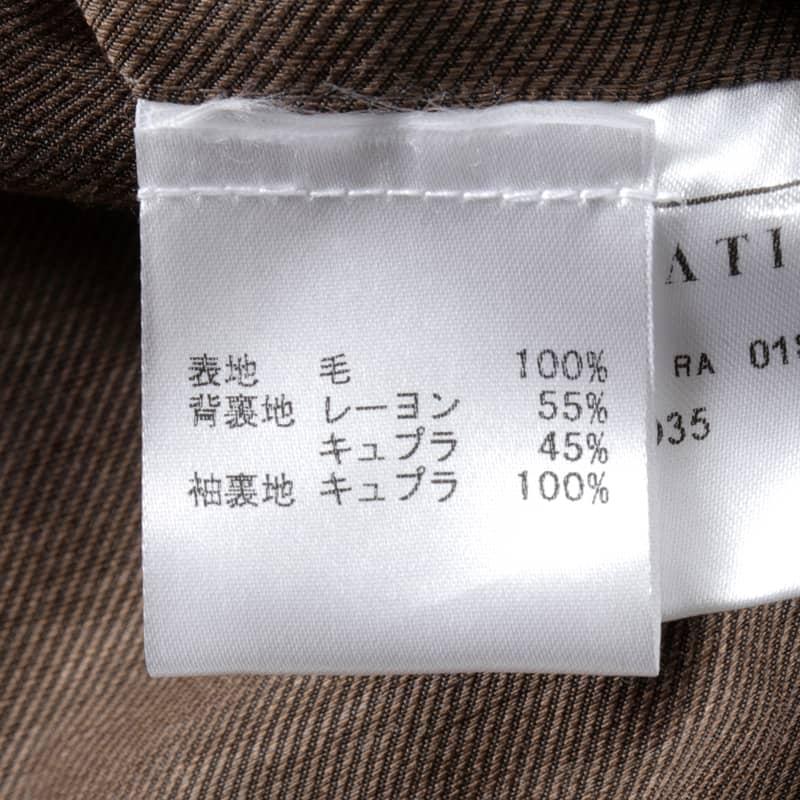 表地 毛 100%
背裏地 レーヨン 55%
キュプラ 45%
袖裏地 キュプラ 100%
ATI
RA 018
035